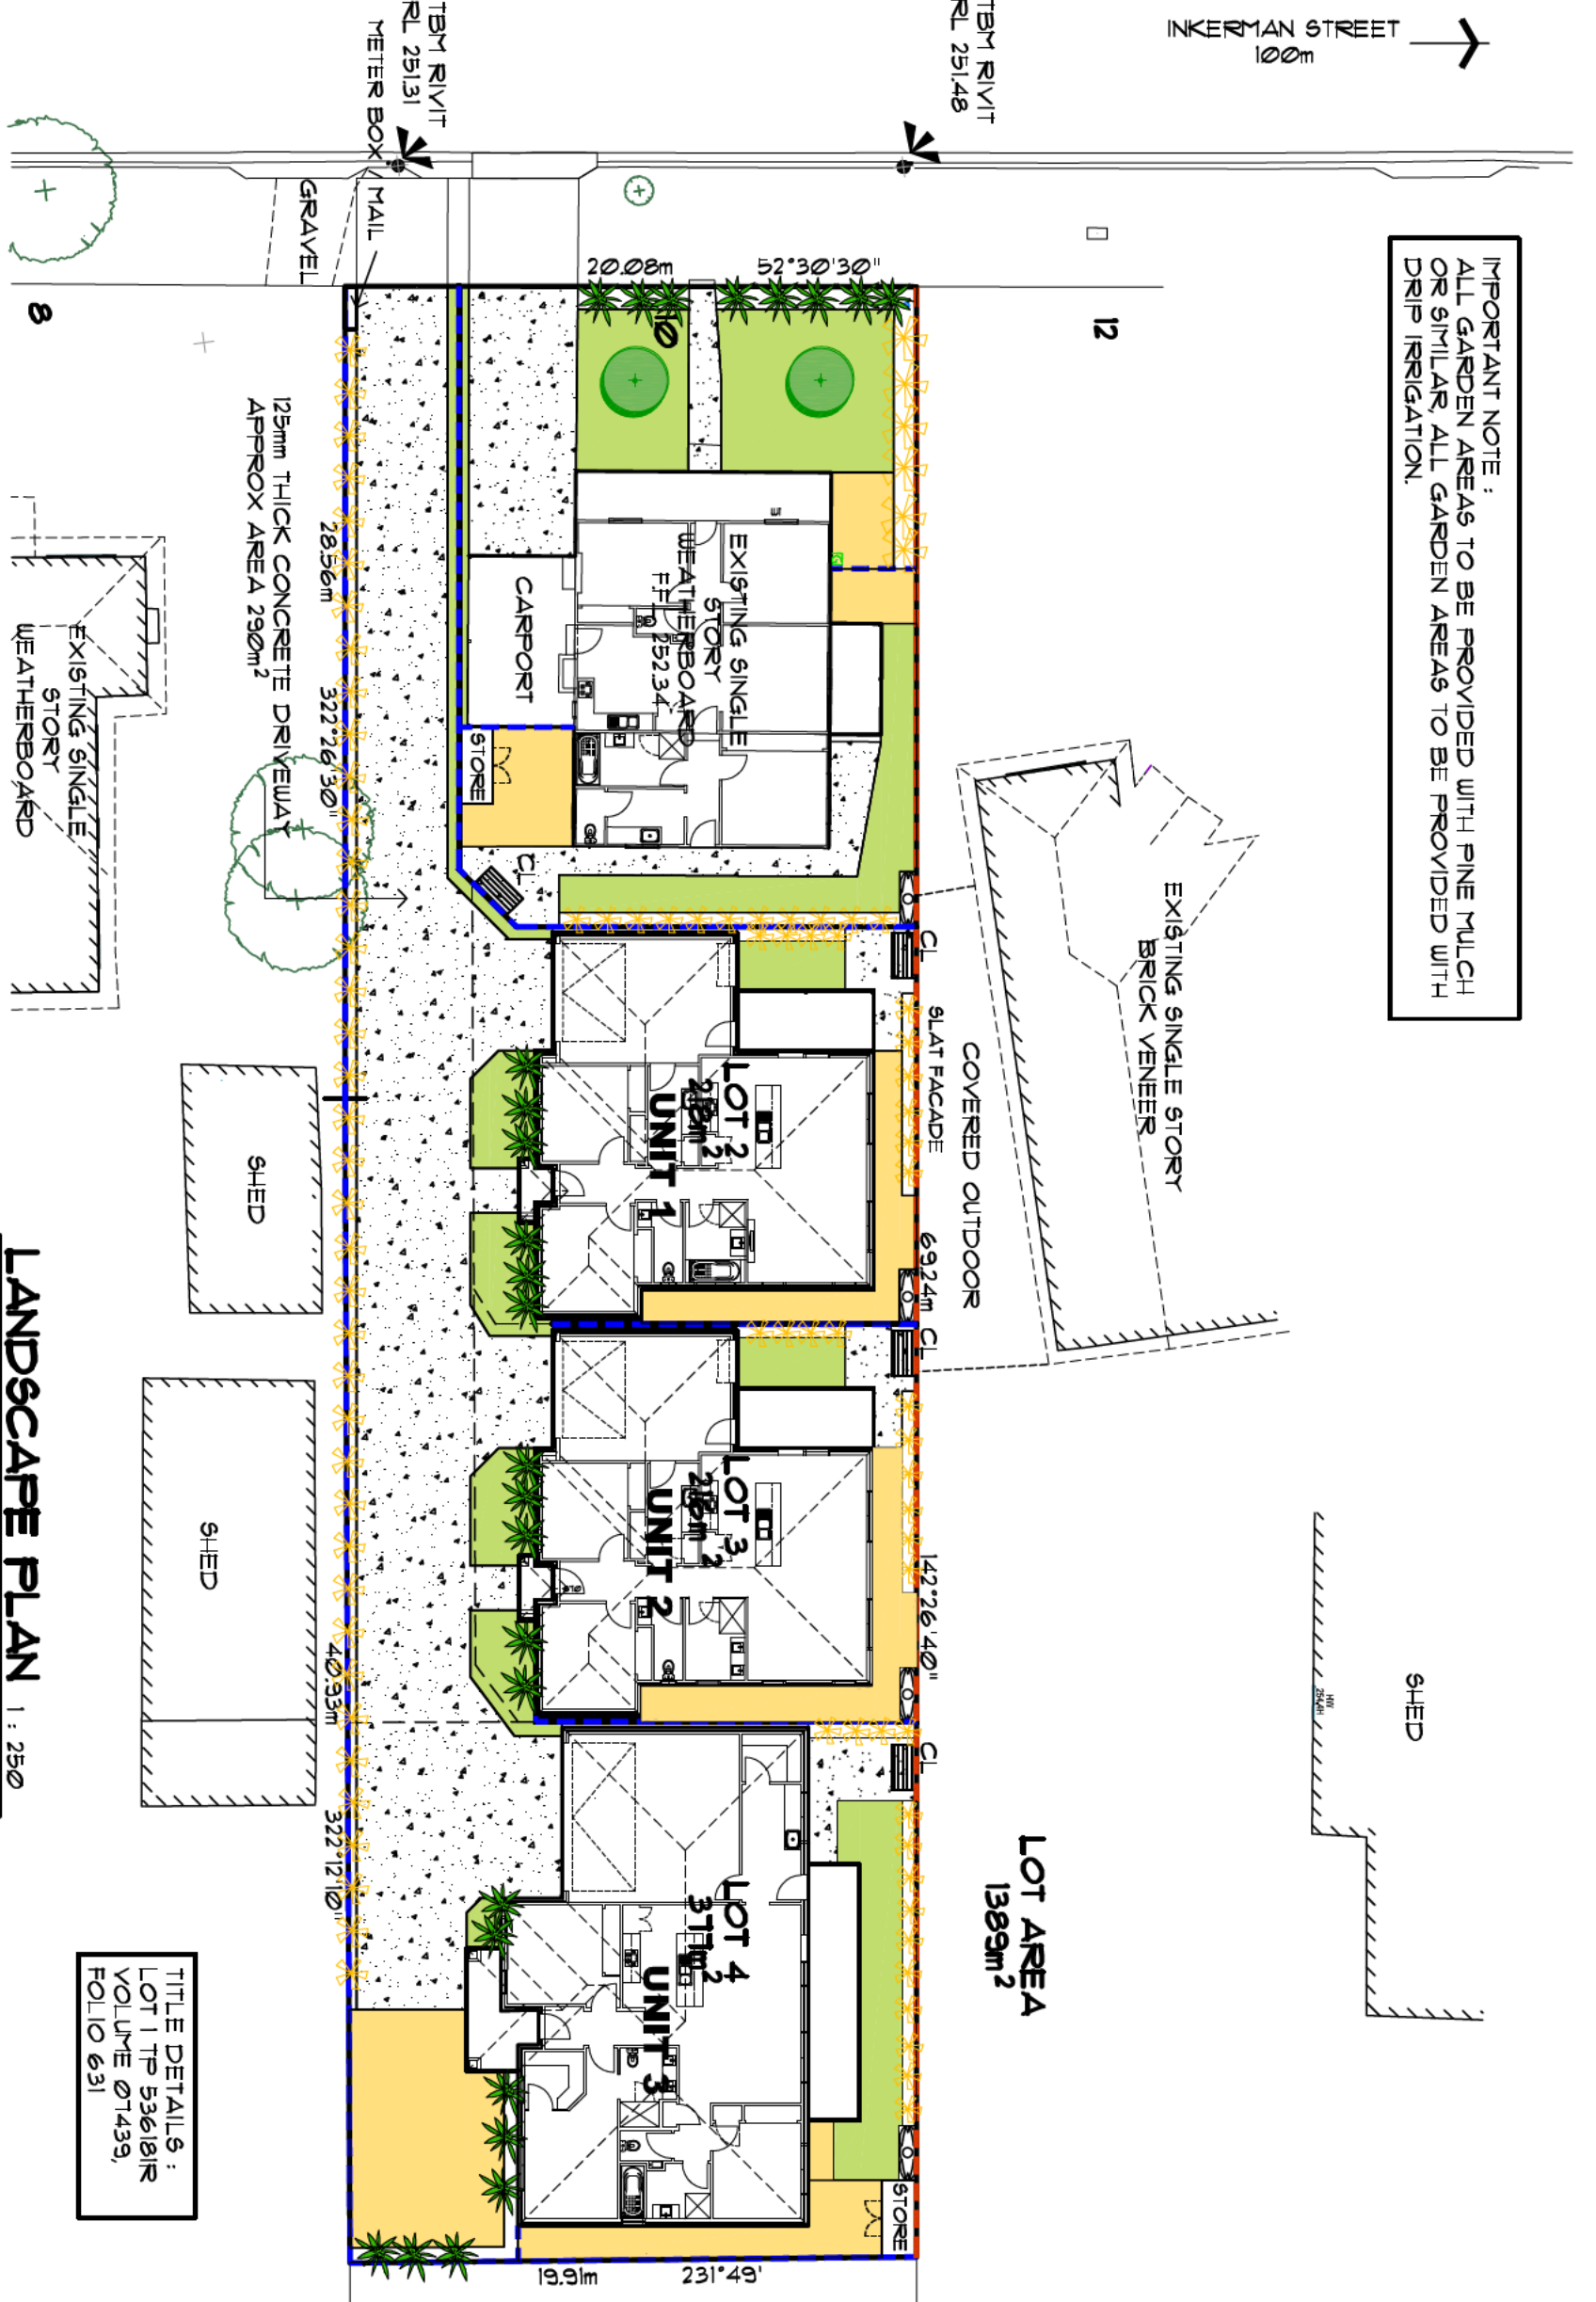 INKERMAN STREET
100m
TBM RIVIT
RL 251.48
TBM RIVIT
RL 251.31
METER BOX / MAIL
GRAVEL
IMPORTANT NOTE :
ALL GARDEN AREAS TO BE PROVIDED WITH PINE MULCH
OR SIMILAR, ALL GARDEN AREAS TO BE PROVIDED WITH
DRIP IRRIGATION.
8
12
10
20.08m
52°30'30"
125mm THICK CONCRETE DRIVEWAY
APPROX AREA 290m²
28.56m
322°26'30"
EXISTING SINGLE
STORY
WEATHERBOARD
CARPORT
EXISTING SINGLE
STORY
WEATHERBOARD
FFL 252.34
STORE
CL
EXISTING SINGLE STORY
BRICK VENEER
COVERED OUTDOOR
SLAT FACADE
CL
69.24m
LOT 2
UNIT 1
SHED
CL
142°26'40"
LOT 3
UNIT 2
SHED
40.93m
322°12'10"
CL
SHED
LOT AREA
1389m²
LOT 4
377m²
UNIT 3
STORE
19.91m
231°49'
TITLE DETAILS :
LOT 1 TP 536181R
VOLUME 07439,
FOLIO 631
LANDSCAPE PLAN 1 : 250